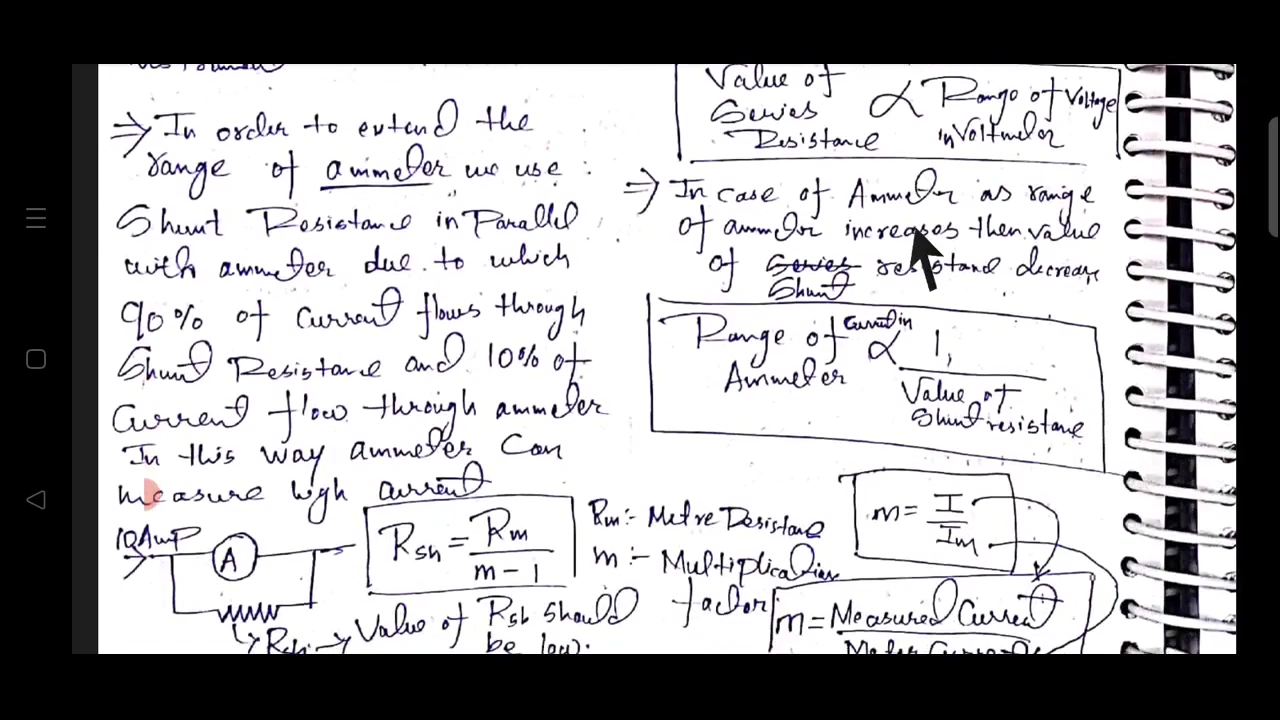 ⇒ In order to extend the
range of ammeter we use
Shunt Resistance in Parallel
with ammeter due to which
90% of current flows through
Shunt Resistance and 10% of
Current flow through ammeter
In this way ammeter Can
measure high current
10Amp
A
Rsh = Rm
m - 1
Rm :- Metre Resistance
m :- Multiplication
factor
Rsh → Value of Rsh should
be low.
Value of
Series
Resistance
∝ Range of Voltage
in Voltmeter
⇒ In case of Ammeter as range
of ammeter increases then value
of Series resistance decrease
Shunt
Range of current in
Ammeter
∝ 1
Value of
Shunt resistance
m = I
Im
m = Measured Current